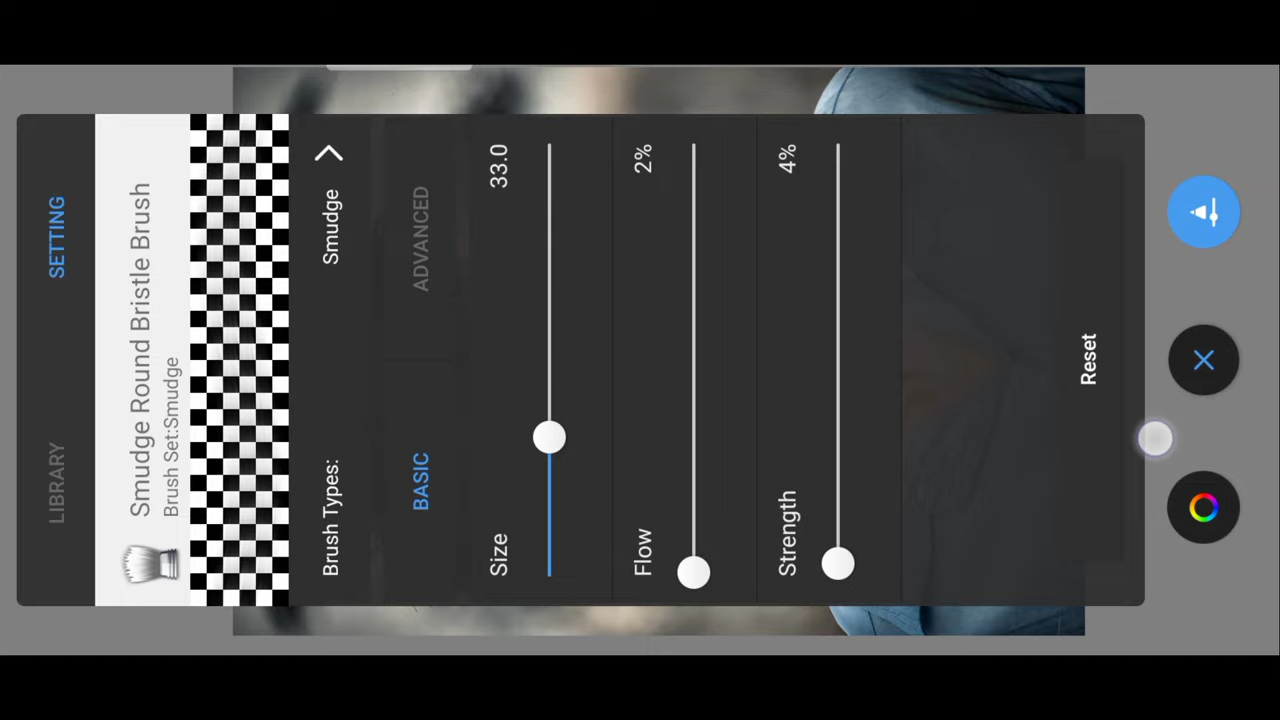 LIBRARY SETTING
Smudge Round Bristle Brush
Brush Set:Smudge
Brush Types: Smudge
BASIC ADVANCED
Size 33.0
Flow 2%
Strength 4%
Reset